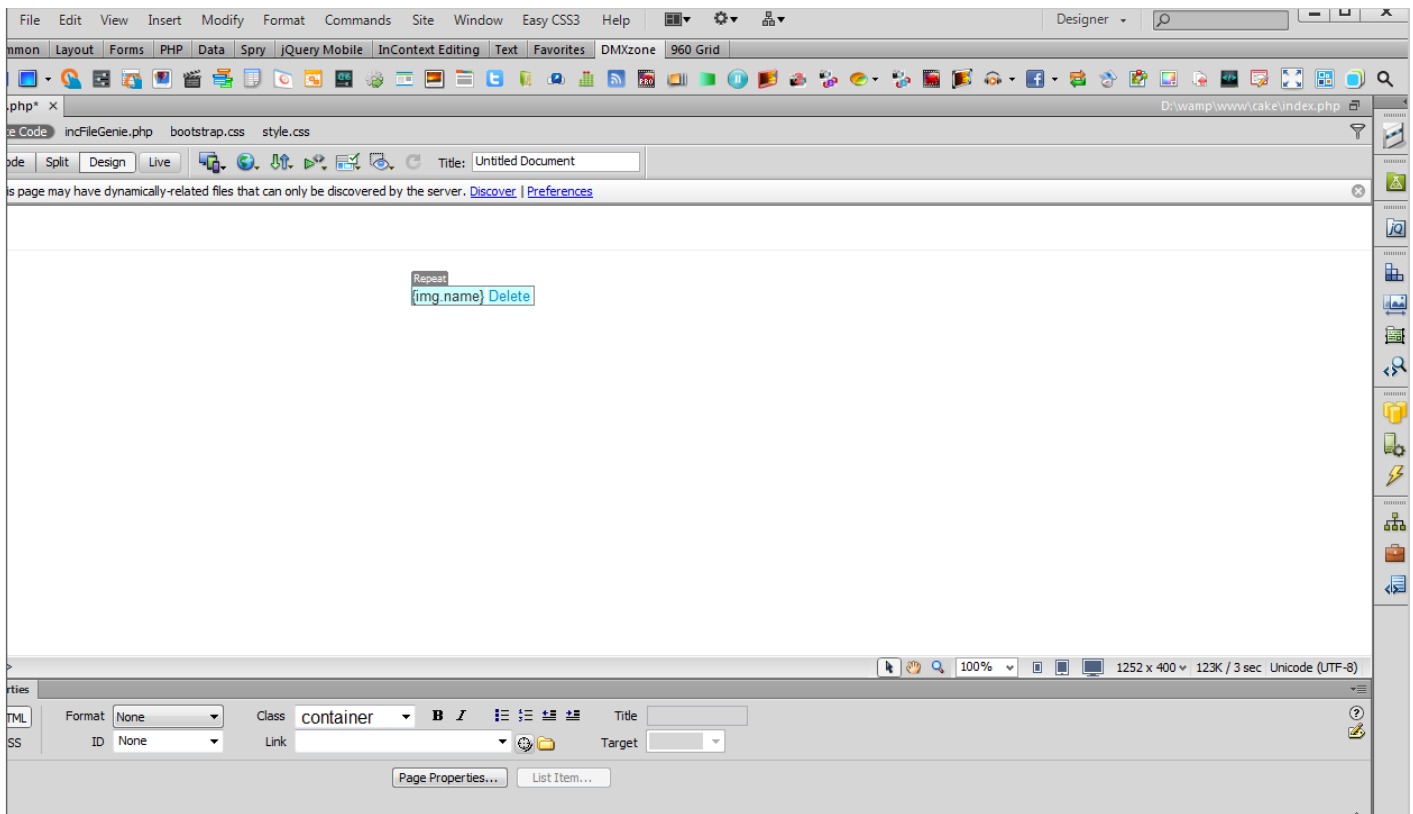 File Edit View Insert Modify Format Commands Site Window Easy CSS3 Help Designer
mmon Layout Forms PHP Data Spry jQuery Mobile InContext Editing Text Favorites DMXzone 960 Grid
.php* D:\wamp\www\cake\index.php
ce Code incFileGenie.php bootstrap.css style.css
ode Split Design Live Title: Untitled Document
is page may have dynamically-related files that can only be discovered by the server. Discover | Preferences
jQ
Repeat
{img.name} Delete
> 100% 1252 x 400 123K / 3 sec Unicode (UTF-8)
rties
TML Format None Class container B I Title
SS ID None Link Target
Page Properties... List Item...